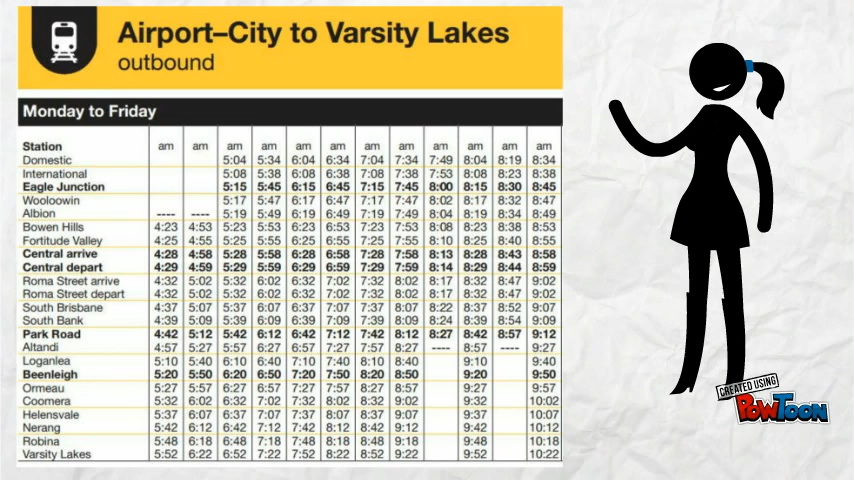 Airport–City to Varsity Lakes
outbound
Monday to Friday
Station am am am am am am am am am am am am
Domestic 5:04 5:34 6:04 6:34 7:04 7:34 7:49 8:04 8:19 8:34
International 5:08 5:38 6:08 6:38 7:08 7:38 7:53 8:08 8:23 8:38
Eagle Junction 5:15 5:45 6:15 6:45 7:15 7:45 8:00 8:15 8:30 8:45
Wooloowin 5:17 5:47 6:17 6:47 7:17 7:47 8:02 8:17 8:32 8:47
Albion ---- ---- 5:19 5:49 6:19 6:49 7:19 7:49 8:04 8:19 8:34 8:49
Bowen Hills 4:23 4:53 5:23 5:53 6:23 6:53 7:23 7:53 8:08 8:23 8:38 8:53
Fortitude Valley 4:25 4:55 5:25 5:55 6:25 6:55 7:25 7:55 8:10 8:25 8:40 8:55
Central arrive 4:28 4:58 5:28 5:58 6:28 6:58 7:28 7:58 8:13 8:28 8:43 8:58
Central depart 4:29 4:59 5:29 5:59 6:29 6:59 7:29 7:59 8:14 8:29 8:44 8:59
Roma Street arrive 4:32 5:02 5:32 6:02 6:32 7:02 7:32 8:02 8:17 8:32 8:47 9:02
Roma Street depart 4:32 5:02 5:32 6:02 6:32 7:02 7:32 8:02 8:17 8:32 8:47 9:02
South Brisbane 4:37 5:07 5:37 6:07 6:37 7:07 7:37 8:07 8:22 8:37 8:52 9:07
South Bank 4:39 5:09 5:39 6:09 6:39 7:09 7:39 8:09 8:24 8:39 8:54 9:09
Park Road 4:42 5:12 5:42 6:12 6:42 7:12 7:42 8:12 8:27 8:42 8:57 9:12
Altandi 4:57 5:27 5:57 6:27 6:57 7:27 7:57 8:27 ---- 8:57 ---- 9:27
Loganlea 5:10 5:40 6:10 6:40 7:10 7:40 8:10 8:40 9:10 9:40
Beenleigh 5:20 5:50 6:20 6:50 7:20 7:50 8:20 8:50 9:20 9:50
Ormeau 5:27 5:57 6:27 6:57 7:27 7:57 8:27 8:57 9:27 9:57
Coomera 5:32 6:02 6:32 7:02 7:32 8:02 8:32 9:02 9:32 10:02
Helensvale 5:37 6:07 6:37 7:07 7:37 8:07 8:37 9:07 9:37 10:07
Nerang 5:42 6:12 6:42 7:12 7:42 8:12 8:42 9:12 9:42 10:12
Robina 5:48 6:18 6:48 7:18 7:48 8:18 8:48 9:18 9:48 10:18
Varsity Lakes 5:52 6:22 6:52 7:22 7:52 8:22 8:52 9:22 9:52 10:22
CREATED USING
POWTOON